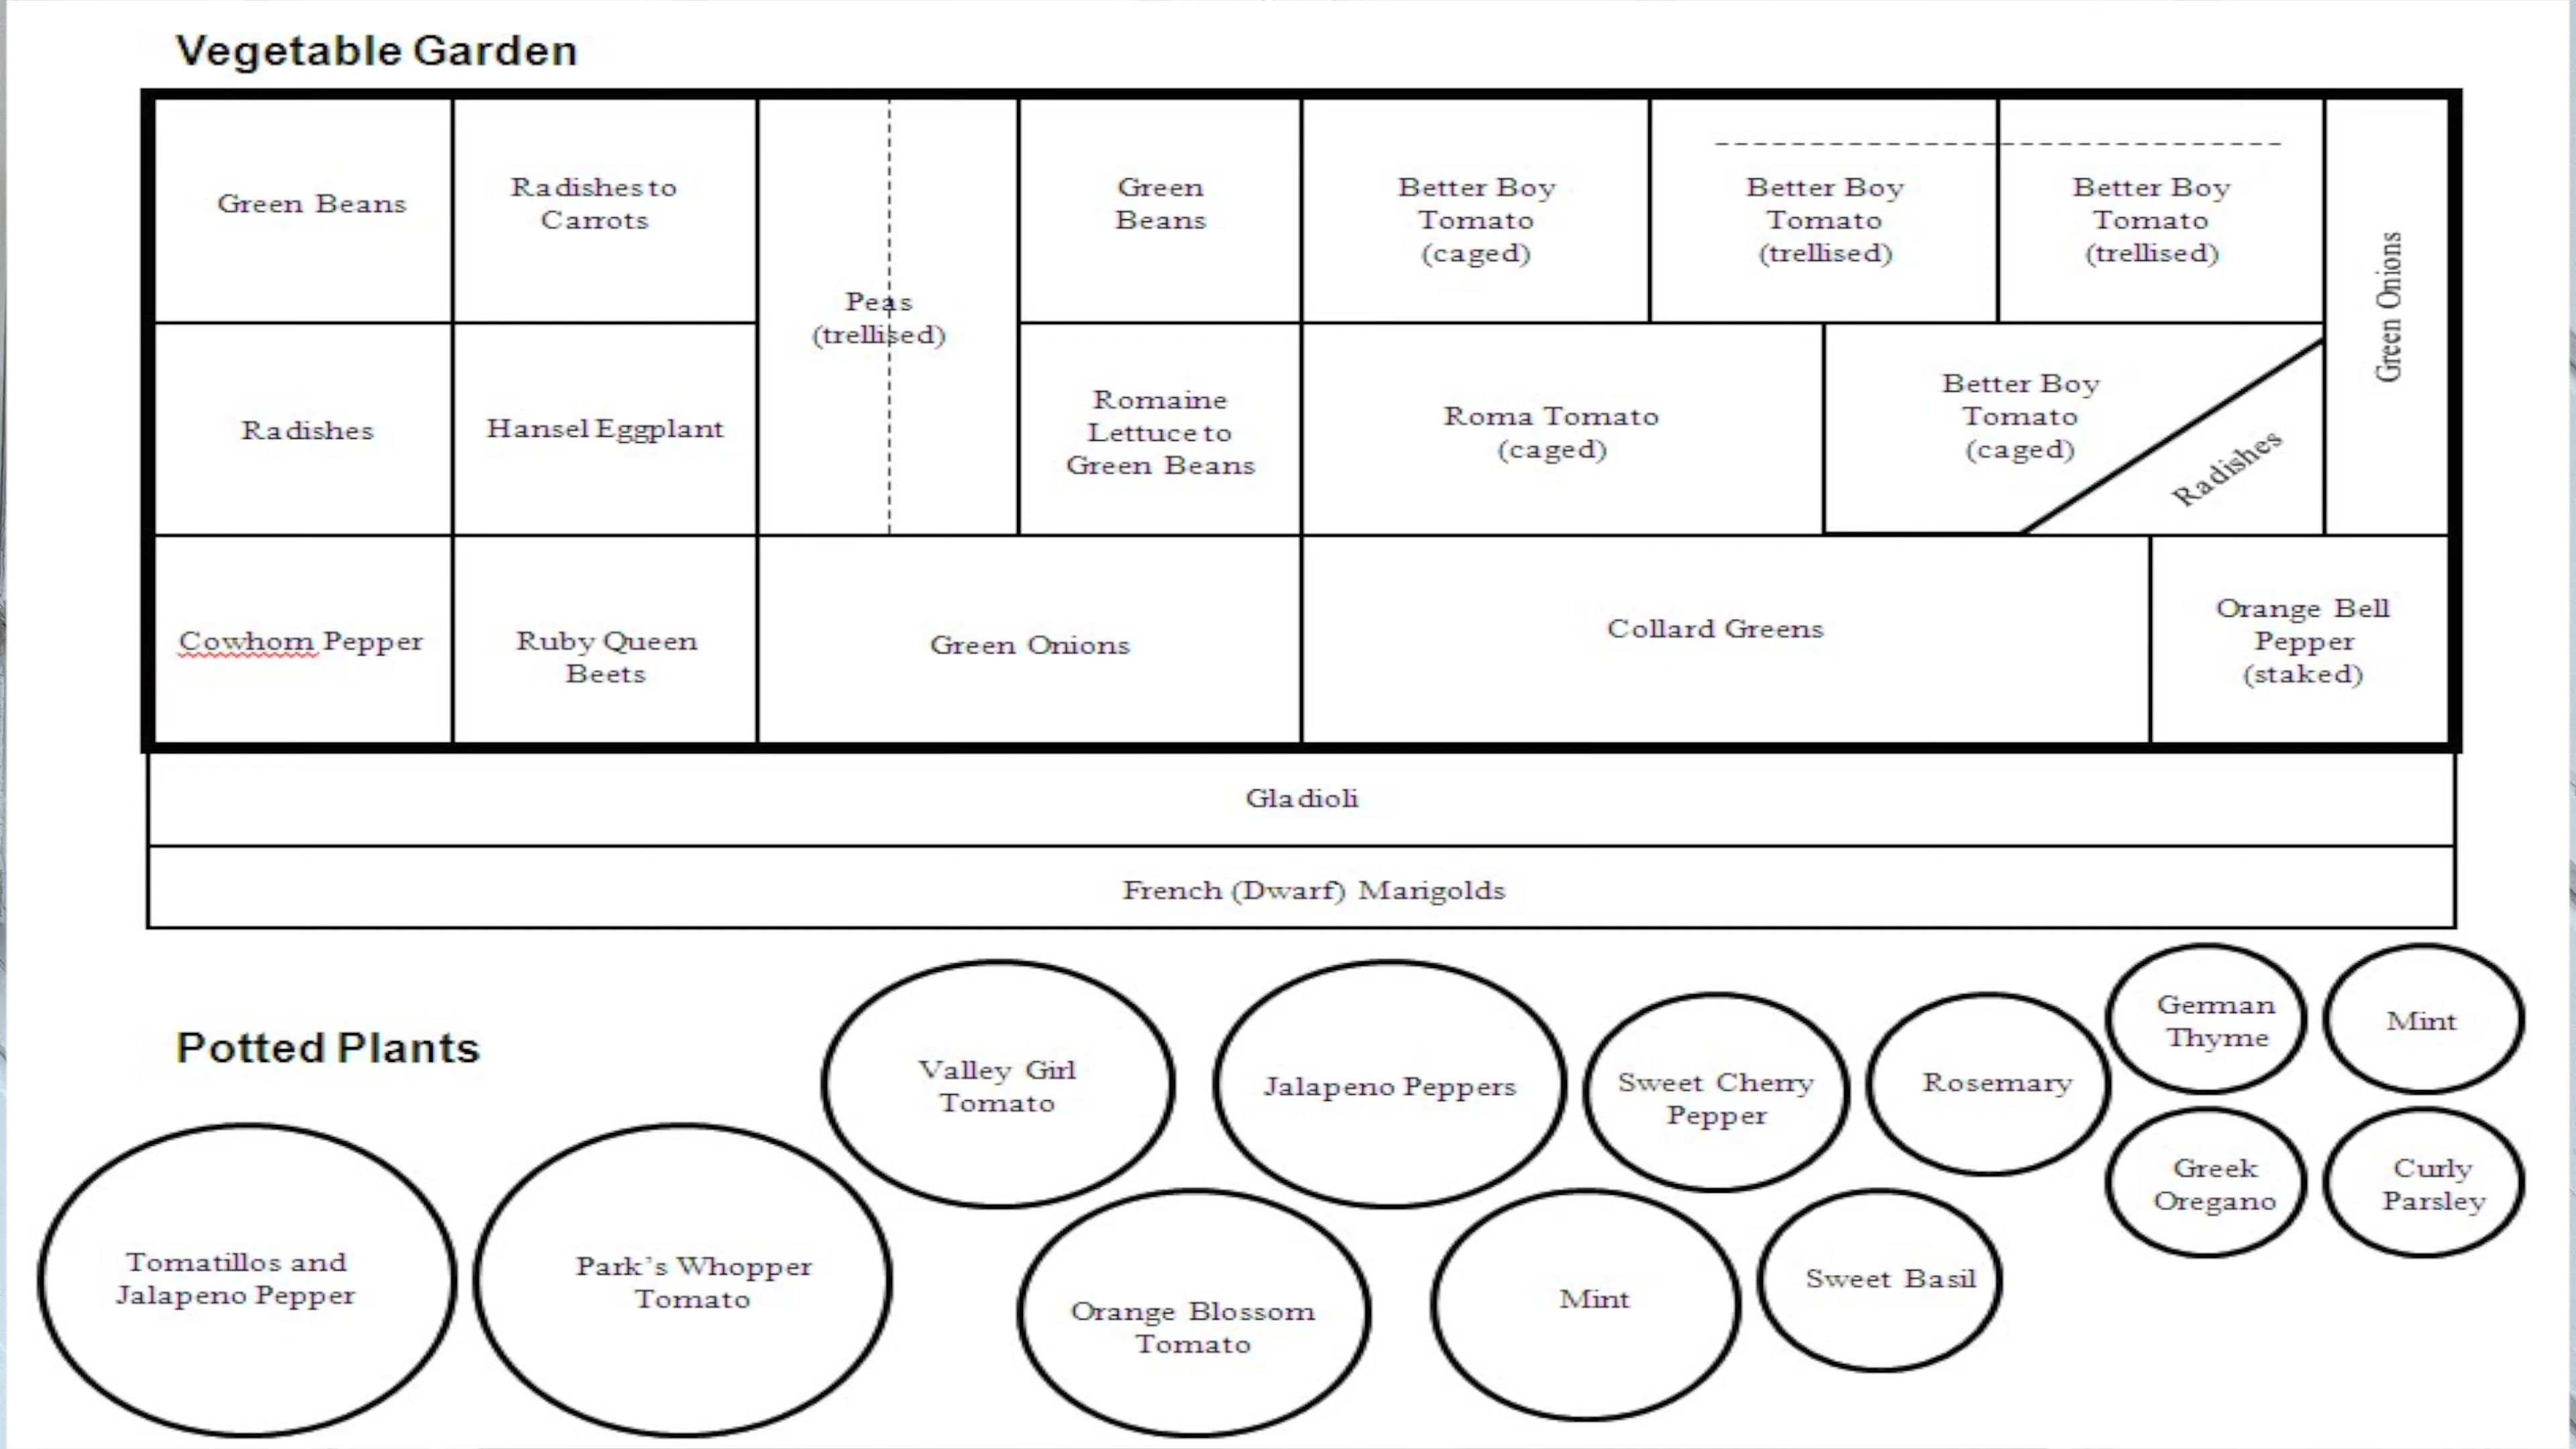 Vegetable Garden
Green Beans
Radishes to
Carrots
Peas
(trellised)
Green
Beans
Better Boy
Tomato
(caged)
Better Boy
Tomato
(trellised)
Better Boy
Tomato
(trellised)
Green Onions
Radishes
Hansel Eggplant
Romaine
Lettuce to
Green Beans
Roma Tomato
(caged)
Better Boy
Tomato
(caged)
Radishes
Cowhorn Pepper
Ruby Queen
Beets
Green Onions
Collard Greens
Orange Bell
Pepper
(staked)
Gladioli
French (Dwarf) Marigolds
Potted Plants
Tomatillos and
Jalapeno Pepper
Park's Whopper
Tomato
Valley Girl
Tomato
Orange Blossom
Tomato
Jalapeno Peppers
Mint
Sweet Cherry
Pepper
Sweet Basil
Rosemary
German
Thyme
Mint
Greek
Oregano
Curly
Parsley